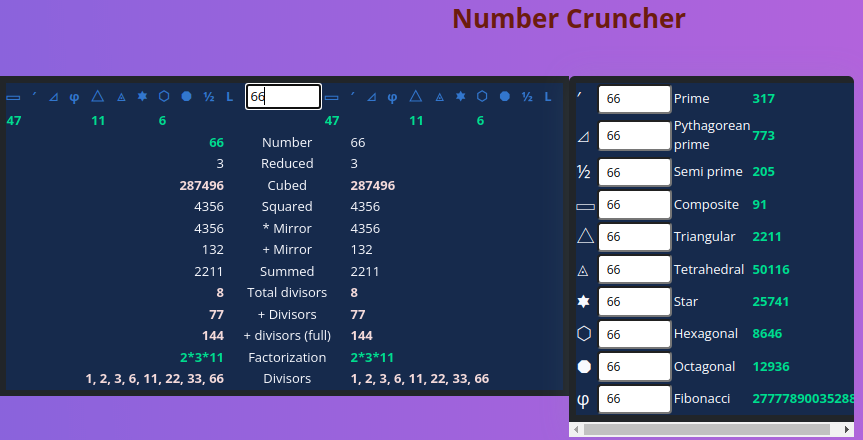 Number Cruncher
▭ ′ ⊿ φ △ ◬ ✶ ⬡ ● ½ L 66 ▭ ′ ⊿ φ △ ◬ ✶ ⬡ ● ½ L
47 11 6 47 11 6
66 Number 66
3 Reduced 3
287496 Cubed 287496
4356 Squared 4356
4356 * Mirror 4356
132 + Mirror 132
2211 Summed 2211
8 Total divisors 8
77 + Divisors 77
144 + divisors (full) 144
2*3*11 Factorization 2*3*11
1, 2, 3, 6, 11, 22, 33, 66 Divisors 1, 2, 3, 6, 11, 22, 33, 66
′ 66 Prime 317
⊿ 66 Pythagorean prime 773
½ 66 Semi prime 205
▭ 66 Composite 91
△ 66 Triangular 2211
◬ 66 Tetrahedral 50116
✶ 66 Star 25741
⬡ 66 Hexagonal 8646
● 66 Octagonal 12936
φ 66 Fibonacci 27777890035288